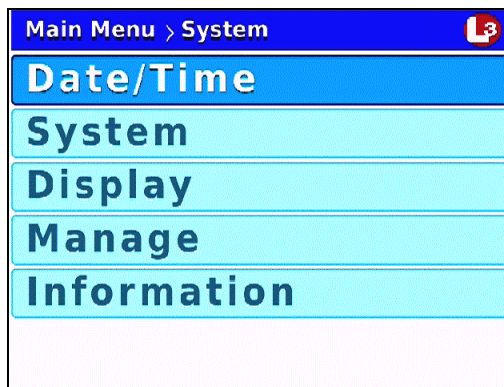 Main Menu > System L3
Date/Time
System
Display
Manage
Information